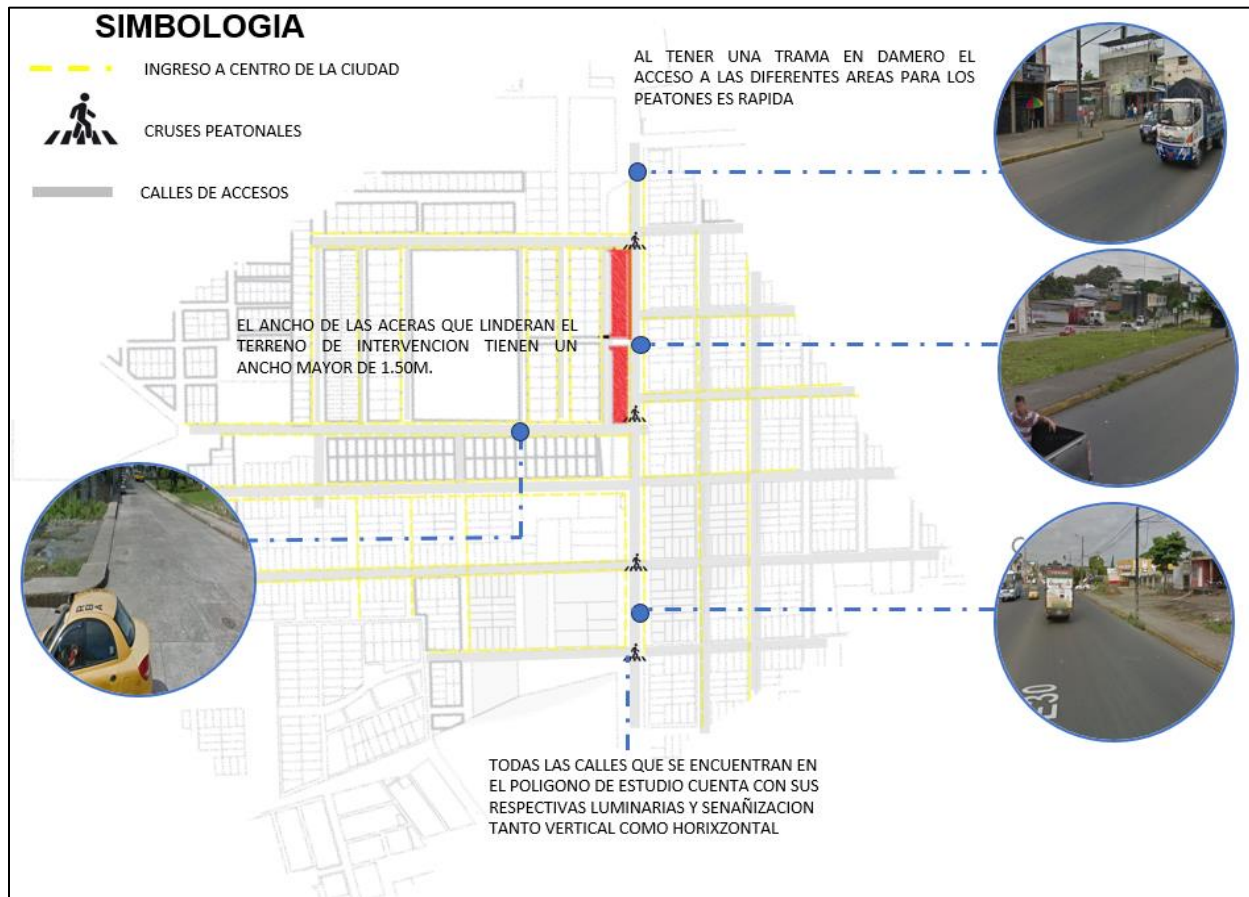 SIMBOLOGIA
INGRESO A CENTRO DE LA CIUDAD
CRUSES PEATONALES
CALLES DE ACCESOS
AL TENER UNA TRAMA EN DAMERO EL
ACCESO A LAS DIFERENTES AREAS PARA LOS
PEATONES ES RAPIDA
EL ANCHO DE LAS ACERAS QUE LINDERAN EL
TERRENO DE INTERVENCION TIENEN UN
ANCHO MAYOR DE 1.50M.
RBA
E30
TODAS LAS CALLES QUE SE ENCUENTRAN EN
EL POLIGONO DE ESTUDIO CUENTA CON SUS
RESPECTIVAS LUMINARIAS Y SENAÑIZACION
TANTO VERTICAL COMO HORIXZONTAL